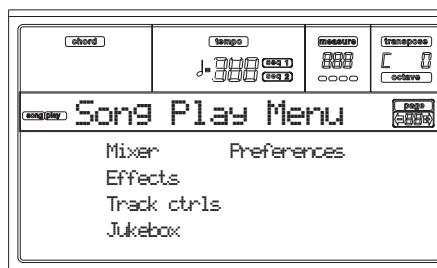 chord
tempo
measure
transpose
seq 1
seq 2
C 0
octave
song play
Song Play Menu
page
Mixer Preferences
Effects
Track ctrls
Jukebox